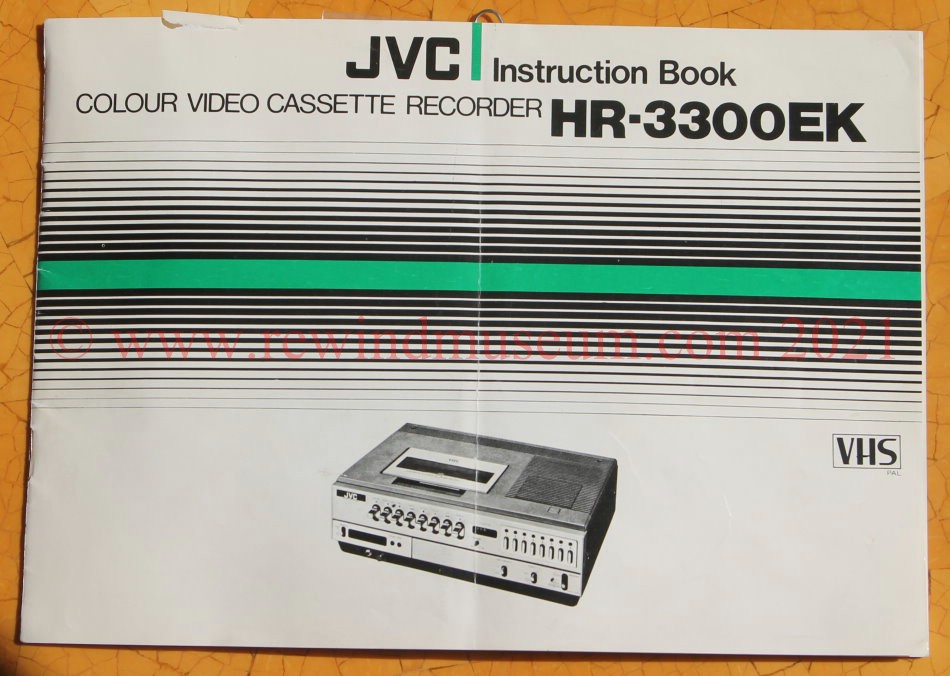 JVC Instruction Book
COLOUR VIDEO CASSETTE RECORDER HR-3300EK
© www.rewindmuseum.com 2021
VHS
PAL
JVC